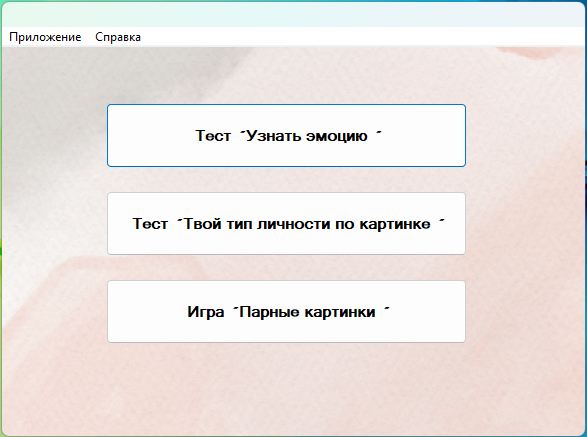 Приложение Справка
Тест ´Узнать эмоцию ´
Тест ´Твой тип личности по картинке ´
Игра ´Парные картинки ´